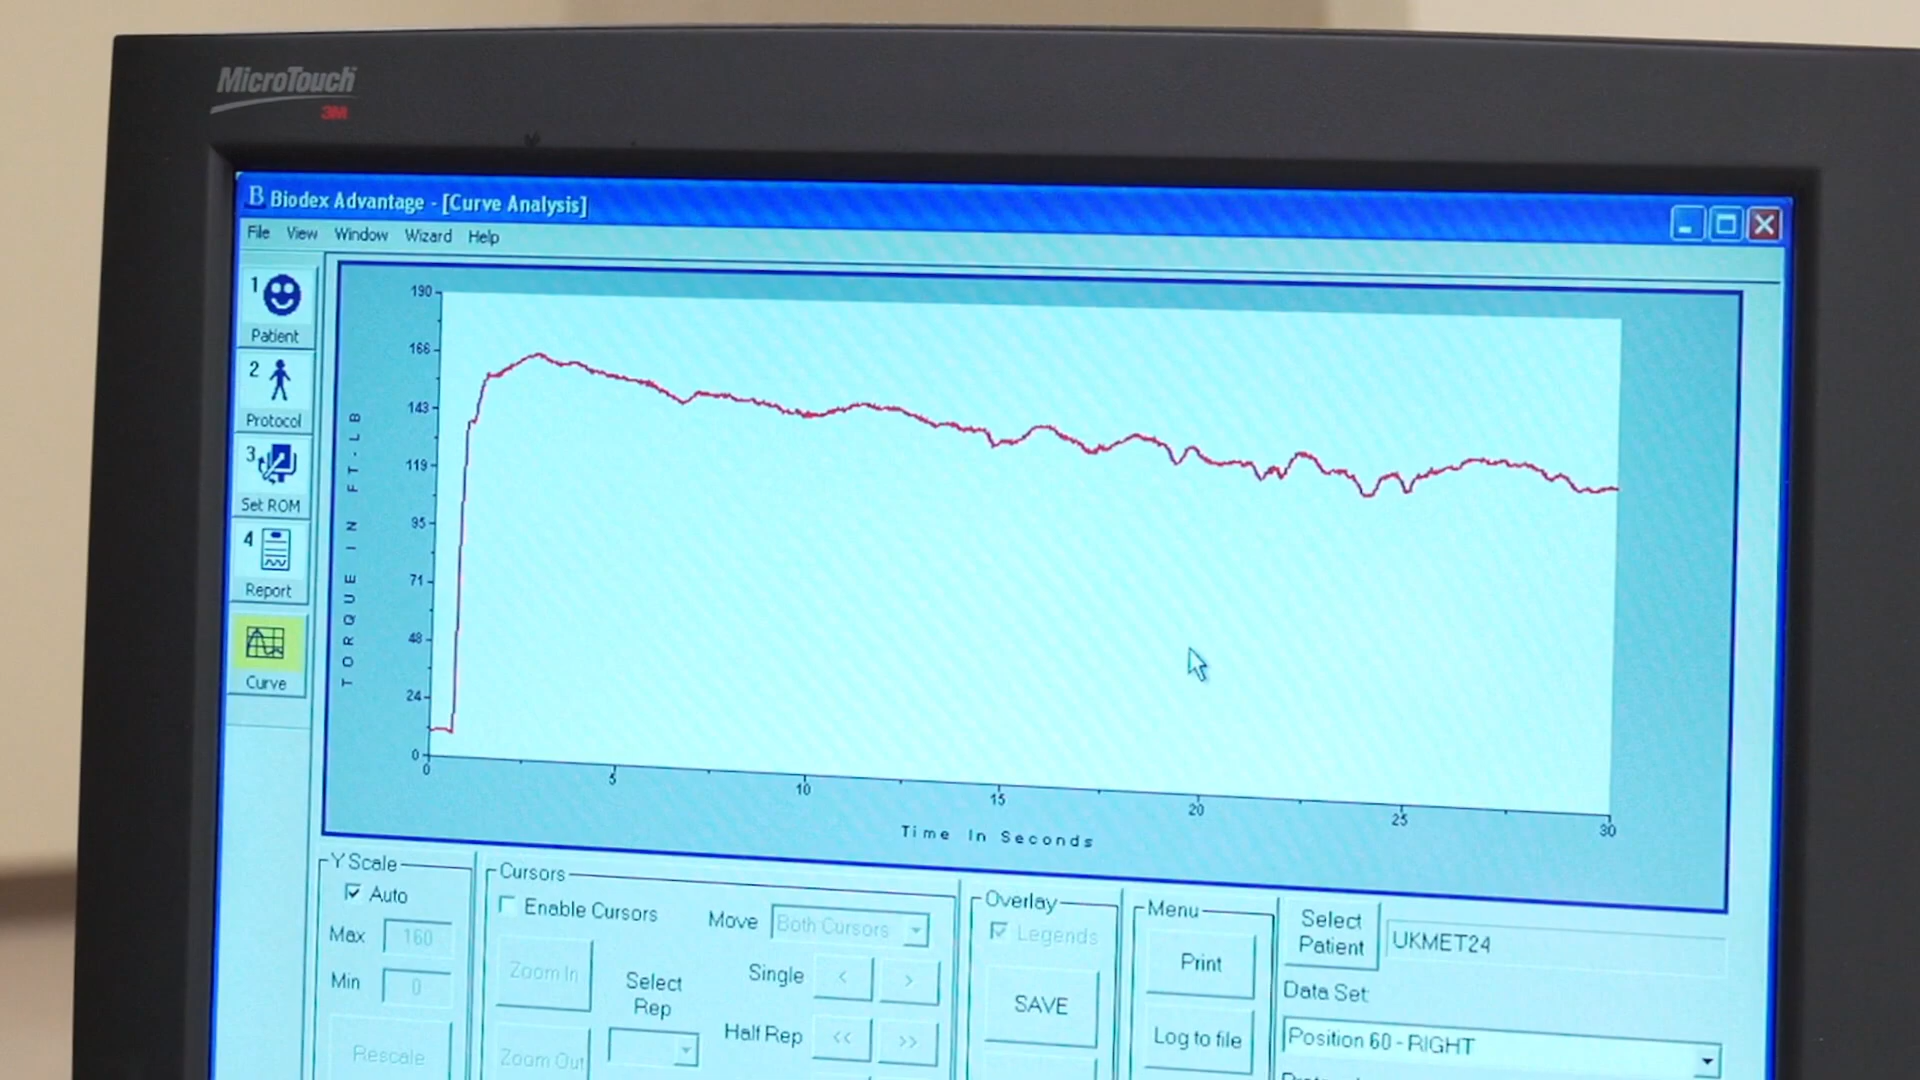 MicroTouch
3M
B Biodex Advantage - [Curve Analysis]
File View Window Wizard Help
1
Patient
2
Protocol
3
Set ROM
4
Report
Curve
TORQUE IN FT-LB
190
166
143
119
95
71
48
24
0
0 5 10 15 20 25 30
Time In Seconds
Y Scale
Auto
Max 160
Min 0
Rescale
Cursors
Enable Cursors
Move Both Cursors
Zoom In
Select
Rep
Single < >
Half Rep << >>
Zoom Out
Overlay
Legends
SAVE
Menu
Print
Log to file
Select
Patient
UKMET24
Data Set
Position 60 - RIGHT